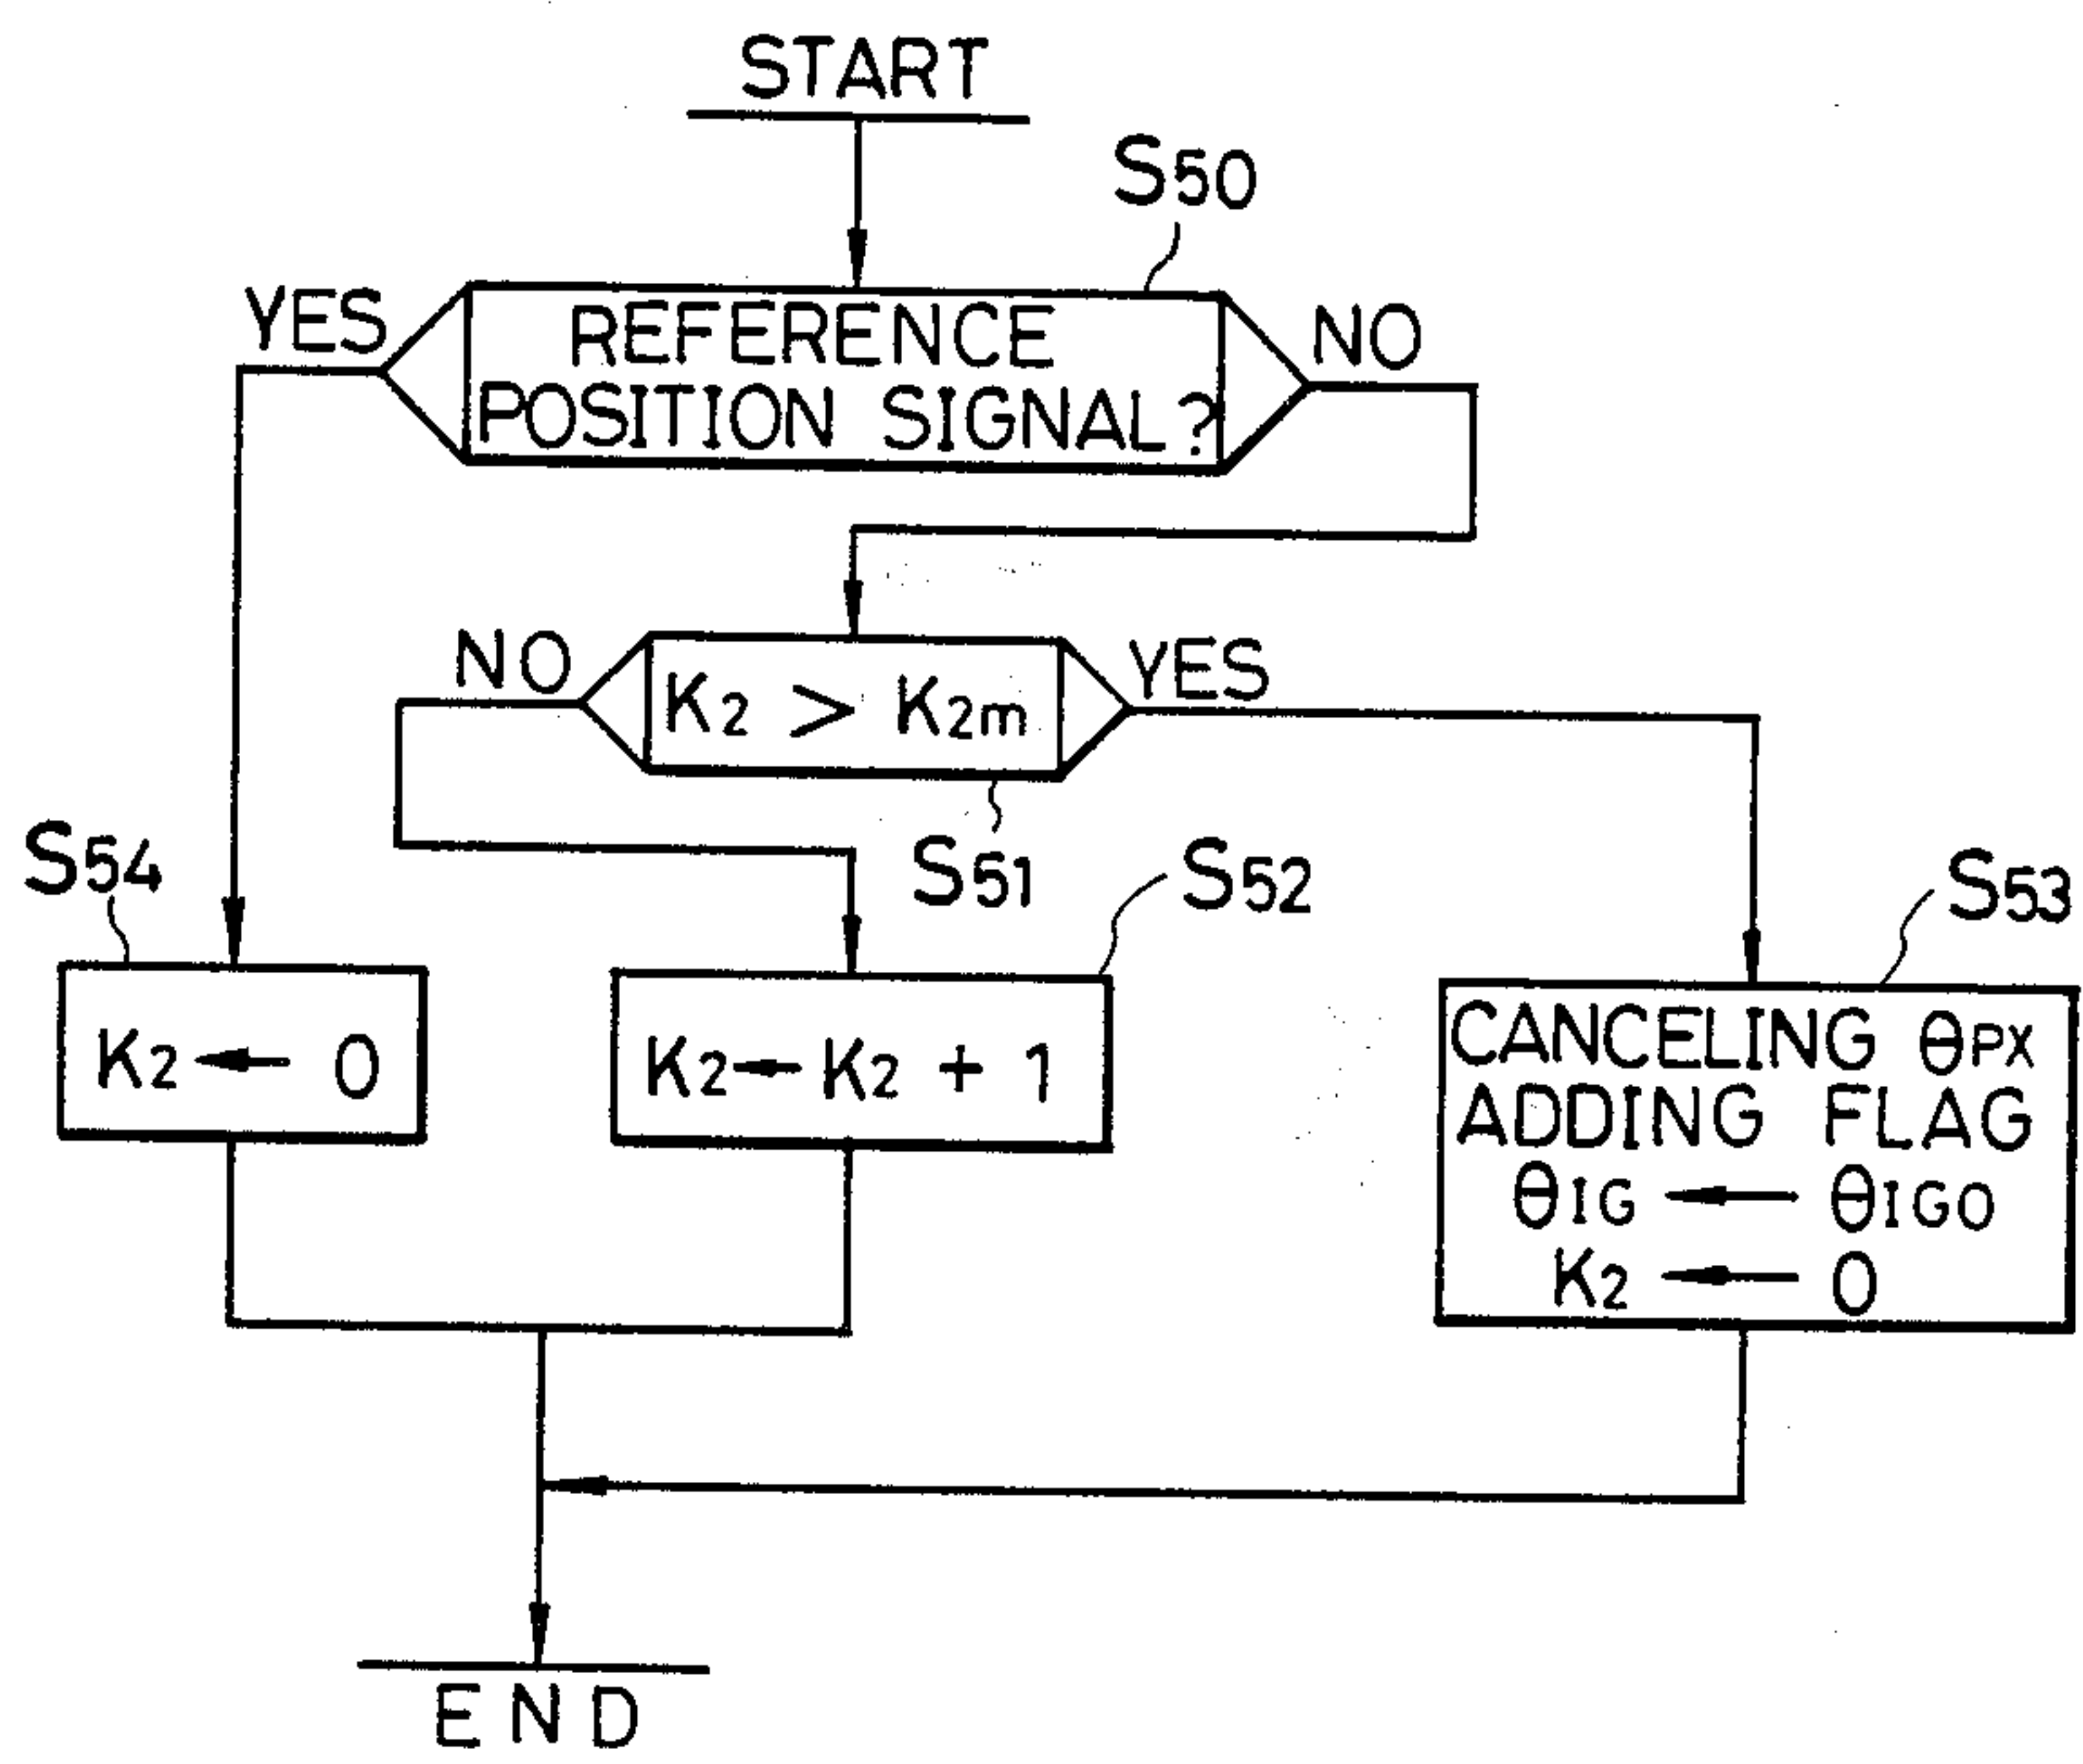 START
S50
YES
REFERENCE
POSITION SIGNAL?
NO
NO
K2 > K2m
YES
S54
S51
S52
S53
K2 ← 0
K2 ← K2 + 1
CANCELING θPX
ADDING FLAG
θIG ← θIGO
K2 ← 0
END